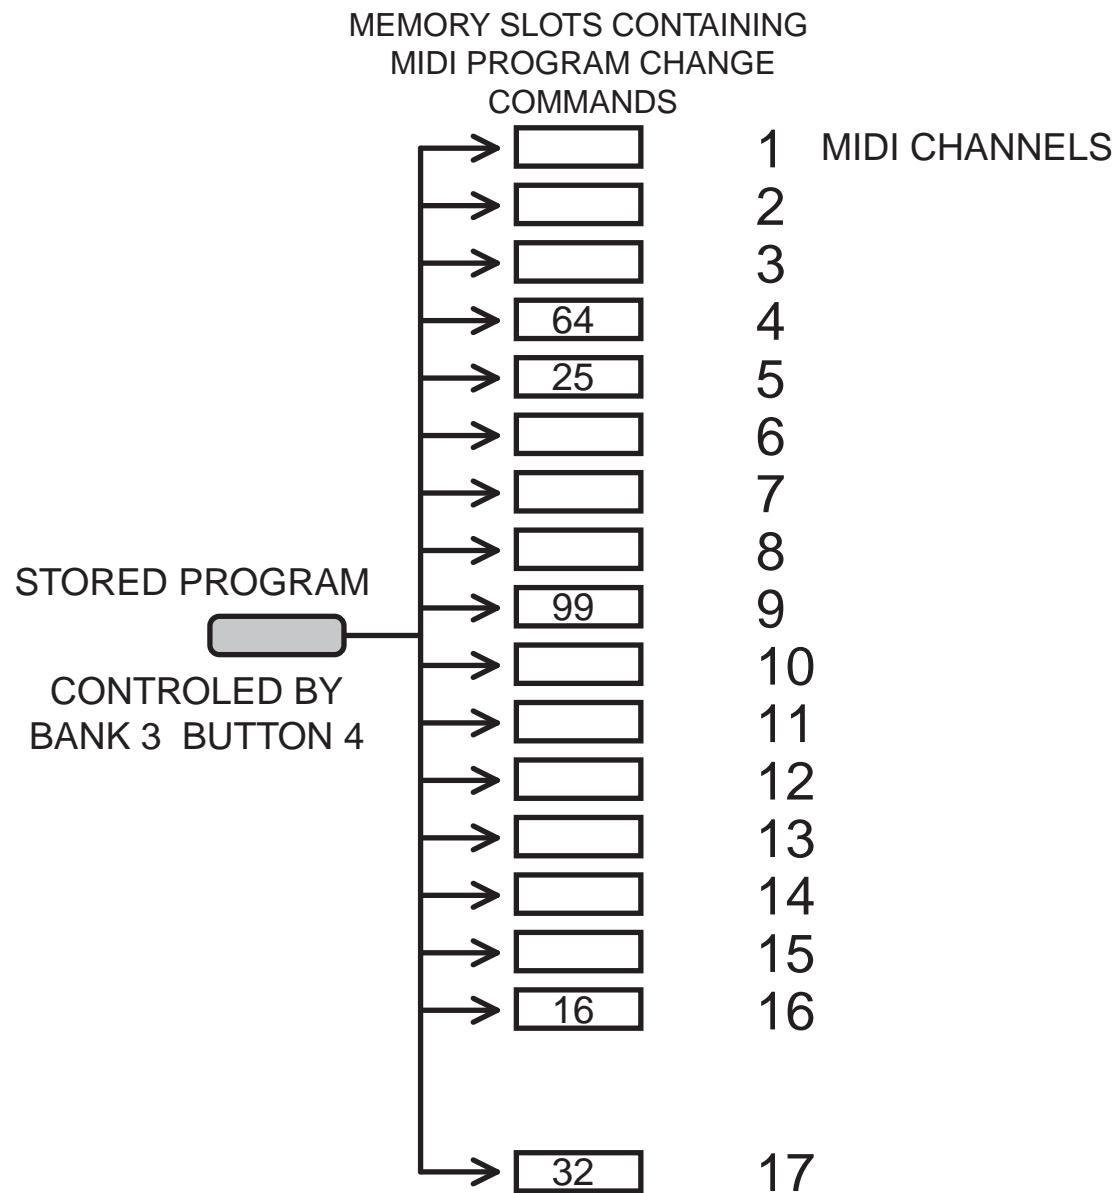 MEMORY SLOTS CONTAINING
MIDI PROGRAM CHANGE
COMMANDS
1 MIDI CHANNELS
2
3
64 4
25 5
6
7
8
STORED PROGRAM
99 9
10
CONTROLED BY
11
BANK 3 BUTTON 4
12
13
14
15
16 16
32 17